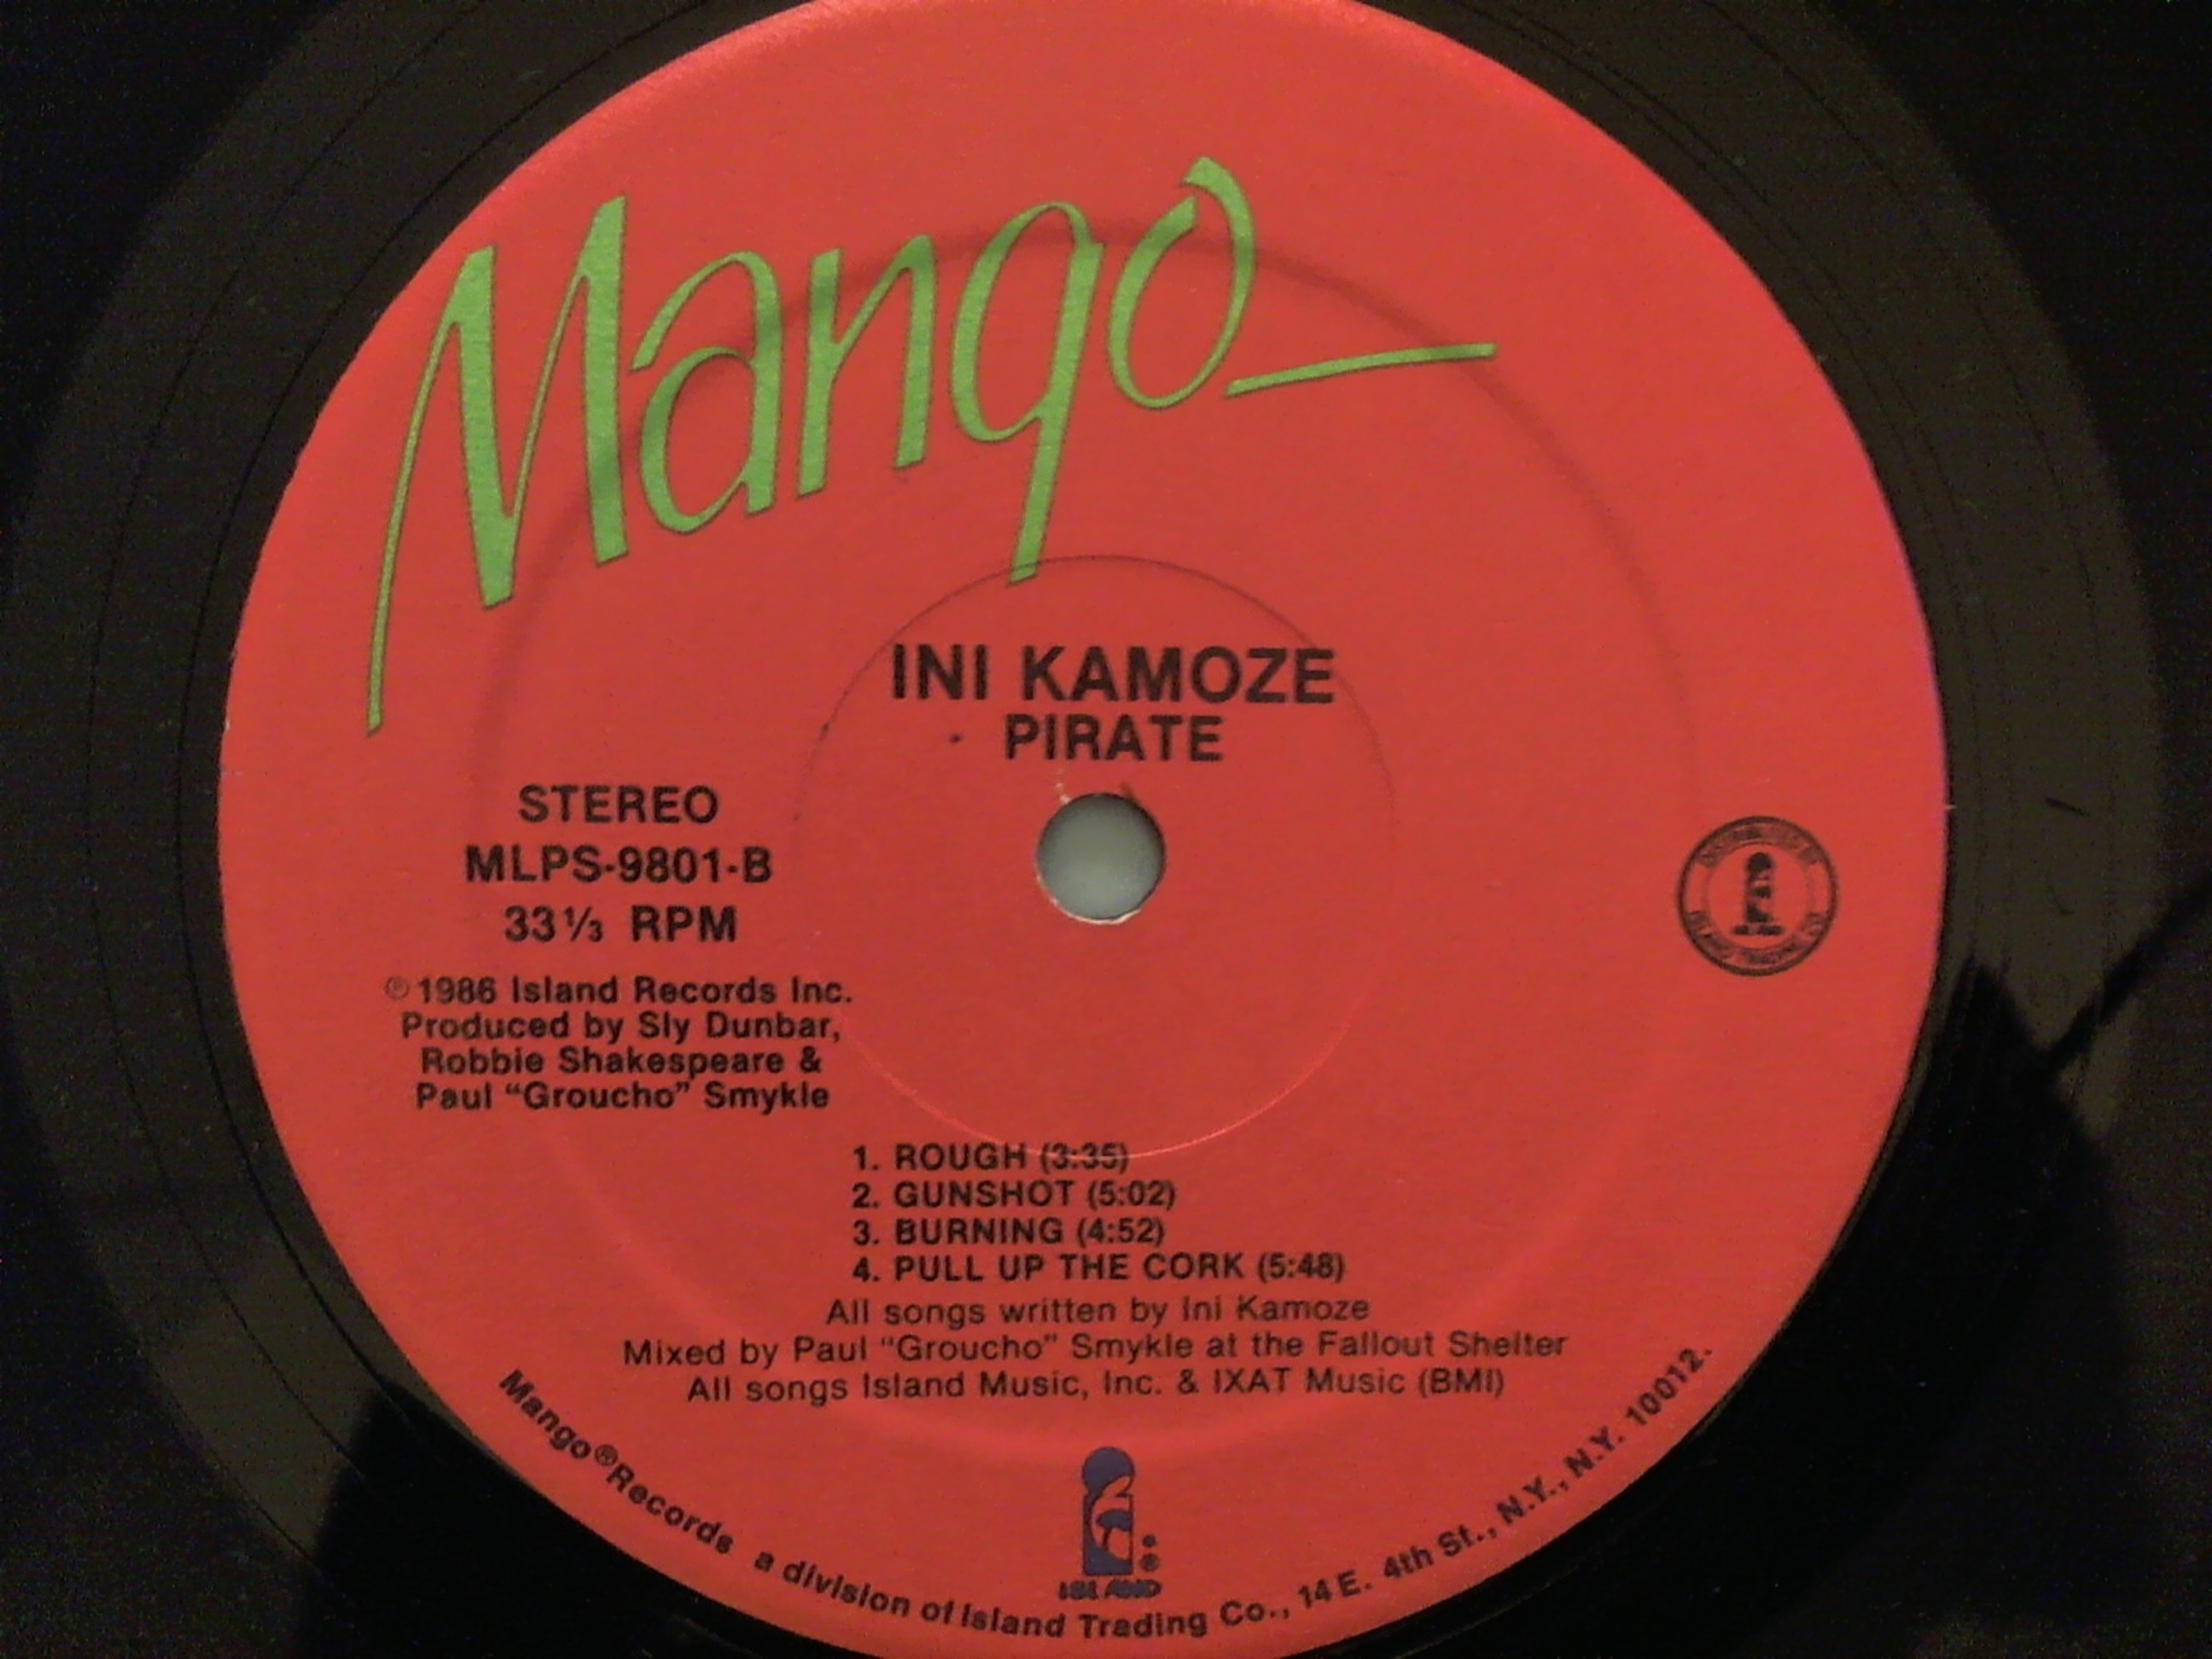 Mango
INI KAMOZE
PIRATE
STEREO
MLPS-9801-B
33⅓ RPM
℗1986 Island Records Inc.
Produced by Sly Dunbar,
Robbie Shakespeare &
Paul “Groucho” Smykle
1. ROUGH (3:35)
2. GUNSHOT (5:02)
3. BURNING (4:52)
4. PULL UP THE CORK (5:48)
All songs written by Ini Kamoze
Mixed by Paul “Groucho” Smykle at the Fallout Shelter
All songs Island Music, Inc. & IXAT Music (BMI)
ISLAND
Mango® Records a division of Island Trading Co., 14 E. 4th St., N.Y., N.Y. 10012.